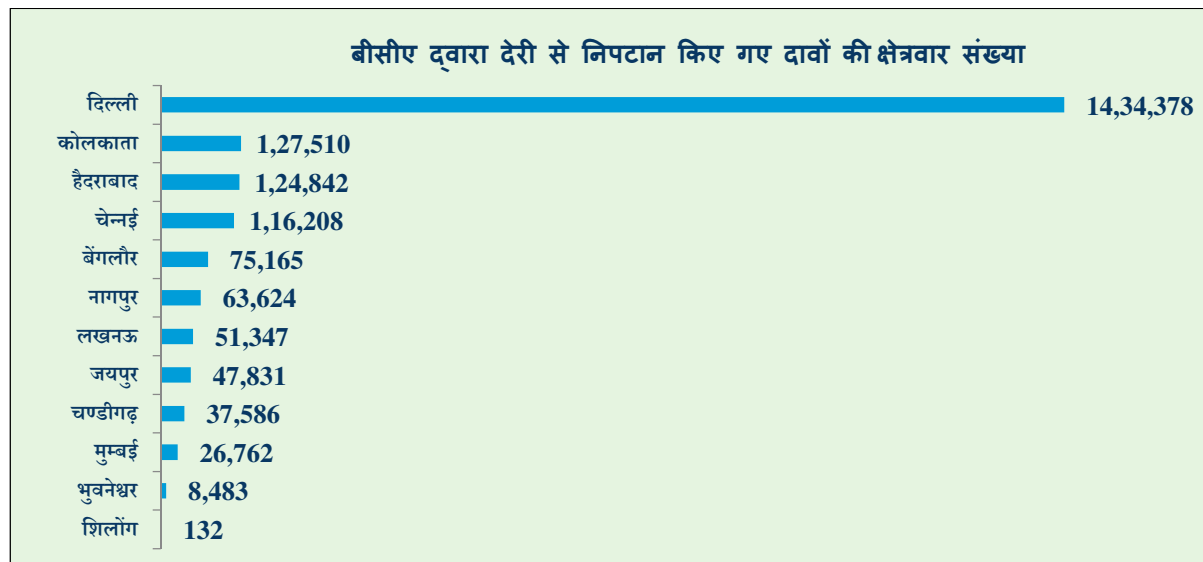 बीसीए द्वारा देरी से निपटान किए गए दावों की क्षेत्रवार संख्या
दिल्ली 14,34,378
कोलकाता 1,27,510
हैदराबाद 1,24,842
चेन्नई 1,16,208
बेंगलौर 75,165
नागपुर 63,624
लखनऊ 51,347
जयपुर 47,831
चण्डीगढ़ 37,586
मुम्बई 26,762
भुवनेश्वर 8,483
शिलोंग 132